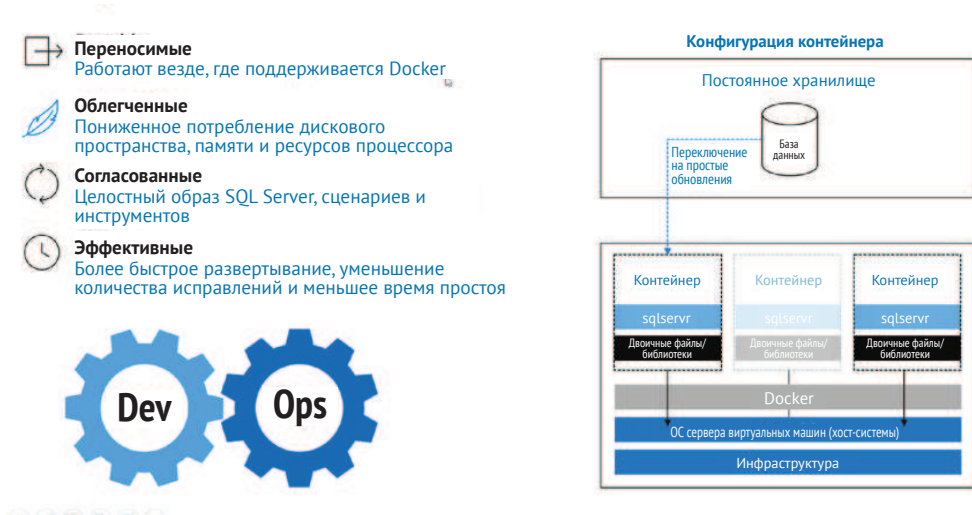 Переносимые
Работают везде, где поддерживается Docker
Облегченные
Пониженное потребление дискового
пространства, памяти и ресурсов процессора
Согласованные
Целостный образ SQL Server, сценариев и
инструментов
Эффективные
Более быстрое развертывание, уменьшение
количества исправлений и меньшее время простоя
Dev
Ops
Конфигурация контейнера
Постоянное хранилище
База
данных
Переключение
на простые
обновления
Контейнер
sqlservr
Двоичные файлы/
библиотеки
Контейнер
sqlservr
Двоичные файлы/
библиотеки
Контейнер
sqlservr
Двоичные файлы/
библиотеки
Docker
ОС сервера виртуальных машин (хост-системы)
Инфраструктура